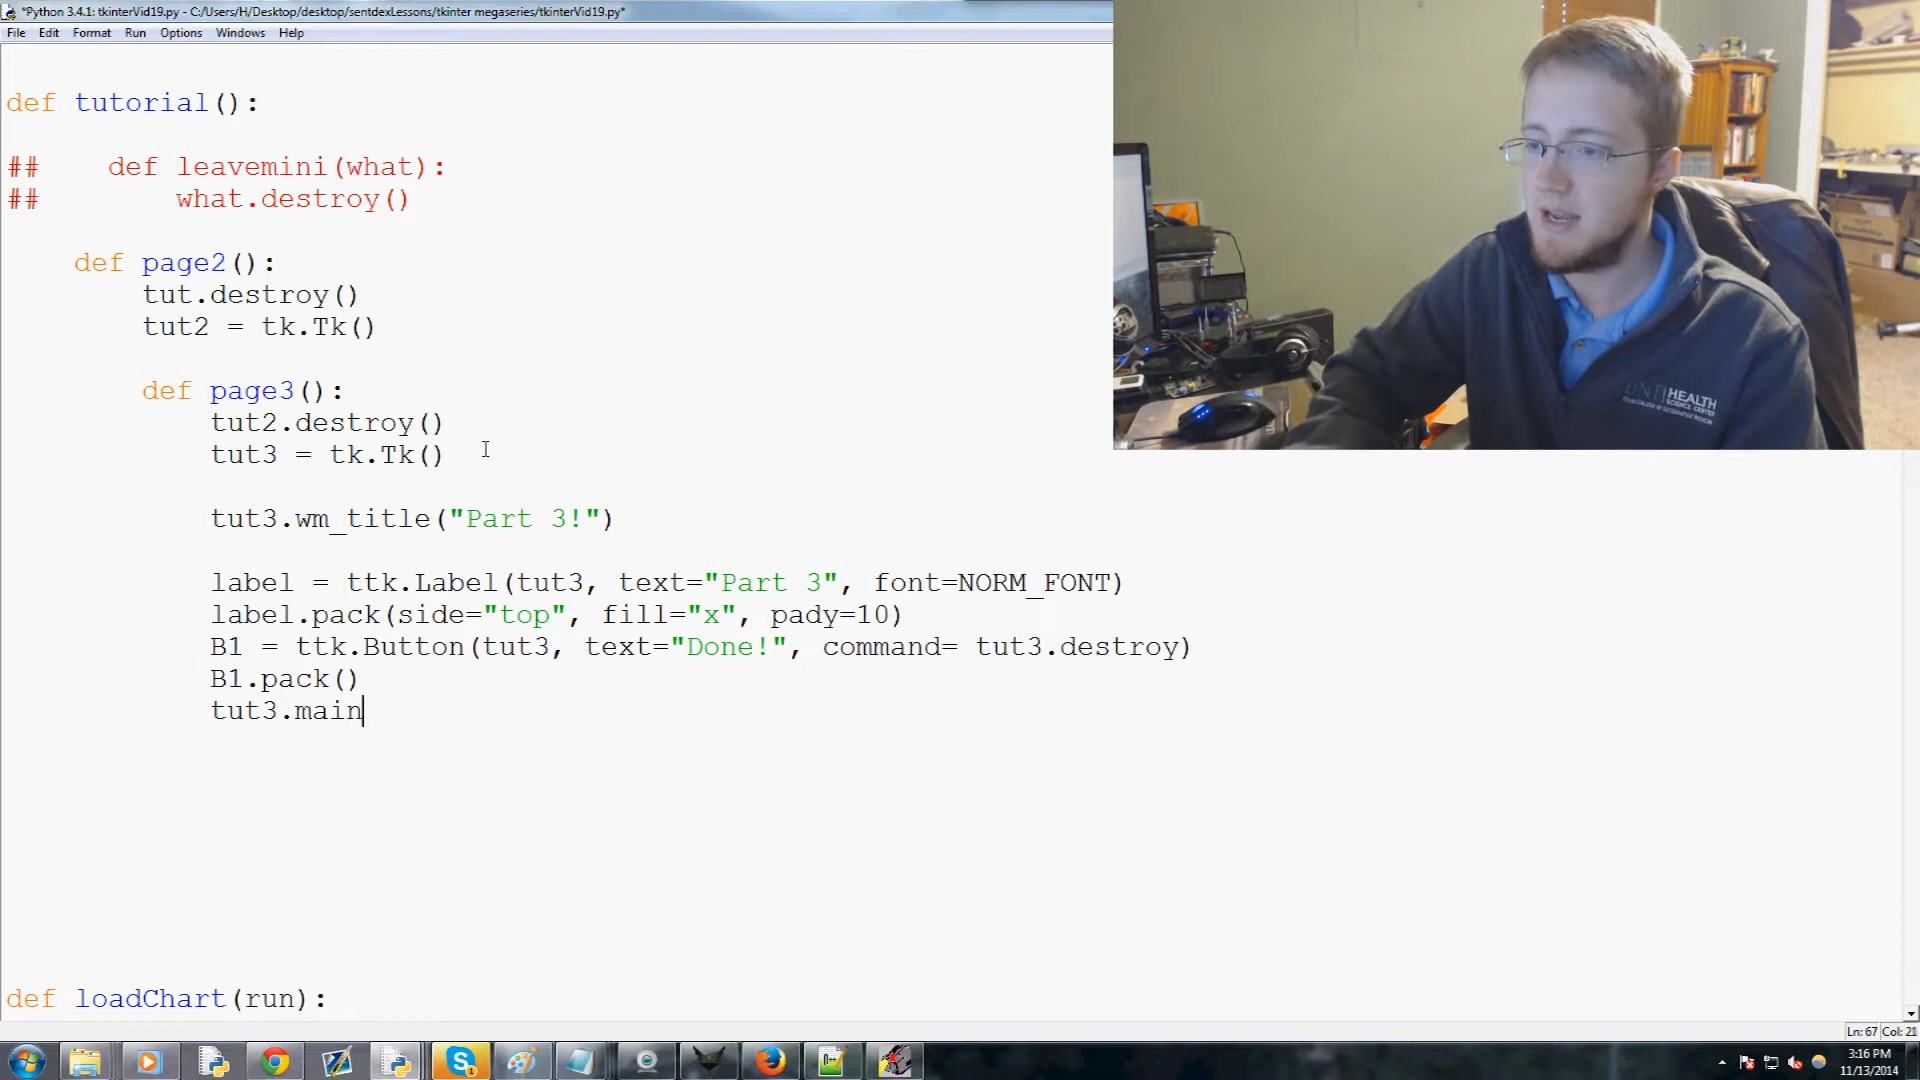 *Python 3.4.1: tkinterVid19.py - C:/Users/H/Desktop/desktop/sentdexLessons/tkinter megaseries/tkinterVid19.py*
File Edit Format Run Options Windows Help
def tutorial():
##    def leavemini(what):
##        what.destroy()
def page2():
tut.destroy()
tut2 = tk.Tk()
def page3():
tut2.destroy()
tut3 = tk.Tk()
tut3.wm_title("Part 3!")
label = ttk.Label(tut3, text="Part 3", font=NORM_FONT)
label.pack(side="top", fill="x", pady=10)
B1 = ttk.Button(tut3, text="Done!", command= tut3.destroy)
B1.pack()
tut3.main
def loadChart(run):
Ln: 67 Col: 21
3:16 PM
11/13/2014
UNT HEALTH
SCIENCE CENTER